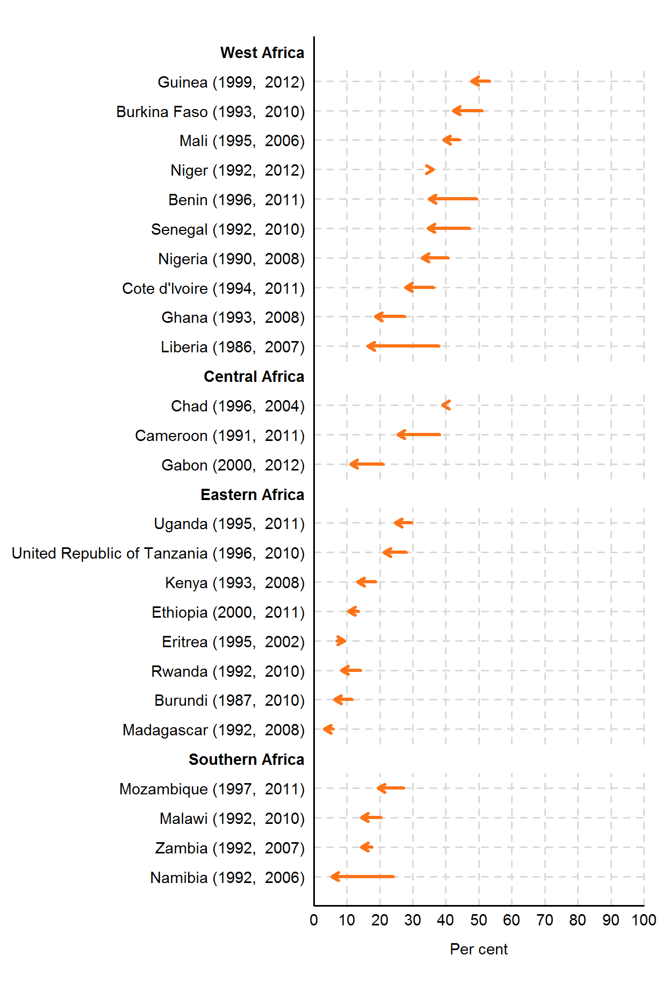 West Africa
Guinea (1999,  2012)
Burkina Faso (1993,  2010)
Mali (1995,  2006)
Niger (1992,  2012)
Benin (1996,  2011)
Senegal (1992,  2010)
Nigeria (1990,  2008)
Cote d'Ivoire (1994,  2011)
Ghana (1993,  2008)
Liberia (1986,  2007)
Central Africa
Chad (1996,  2004)
Cameroon (1991,  2011)
Gabon (2000,  2012)
Eastern Africa
Uganda (1995,  2011)
United Republic of Tanzania (1996,  2010)
Kenya (1993,  2008)
Ethiopia (2000,  2011)
Eritrea (1995,  2002)
Rwanda (1992,  2010)
Burundi (1987,  2010)
Madagascar (1992,  2008)
Southern Africa
Mozambique (1997,  2011)
Malawi (1992,  2010)
Zambia (1992,  2007)
Namibia (1992,  2006)
0 10 20 30 40 50 60 70 80 90 100
Per cent